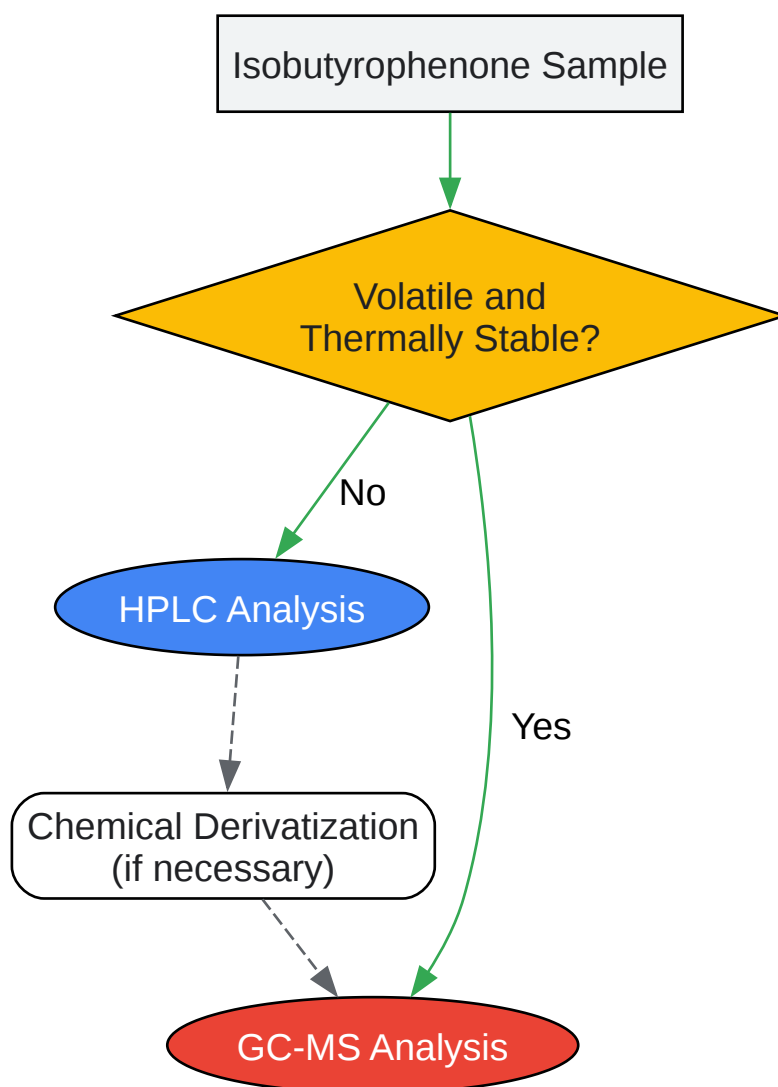 Isobutyrophenone Sample
Volatile and
Thermally Stable?
No
HPLC Analysis
Yes
Chemical Derivatization
(if necessary)
GC-MS Analysis